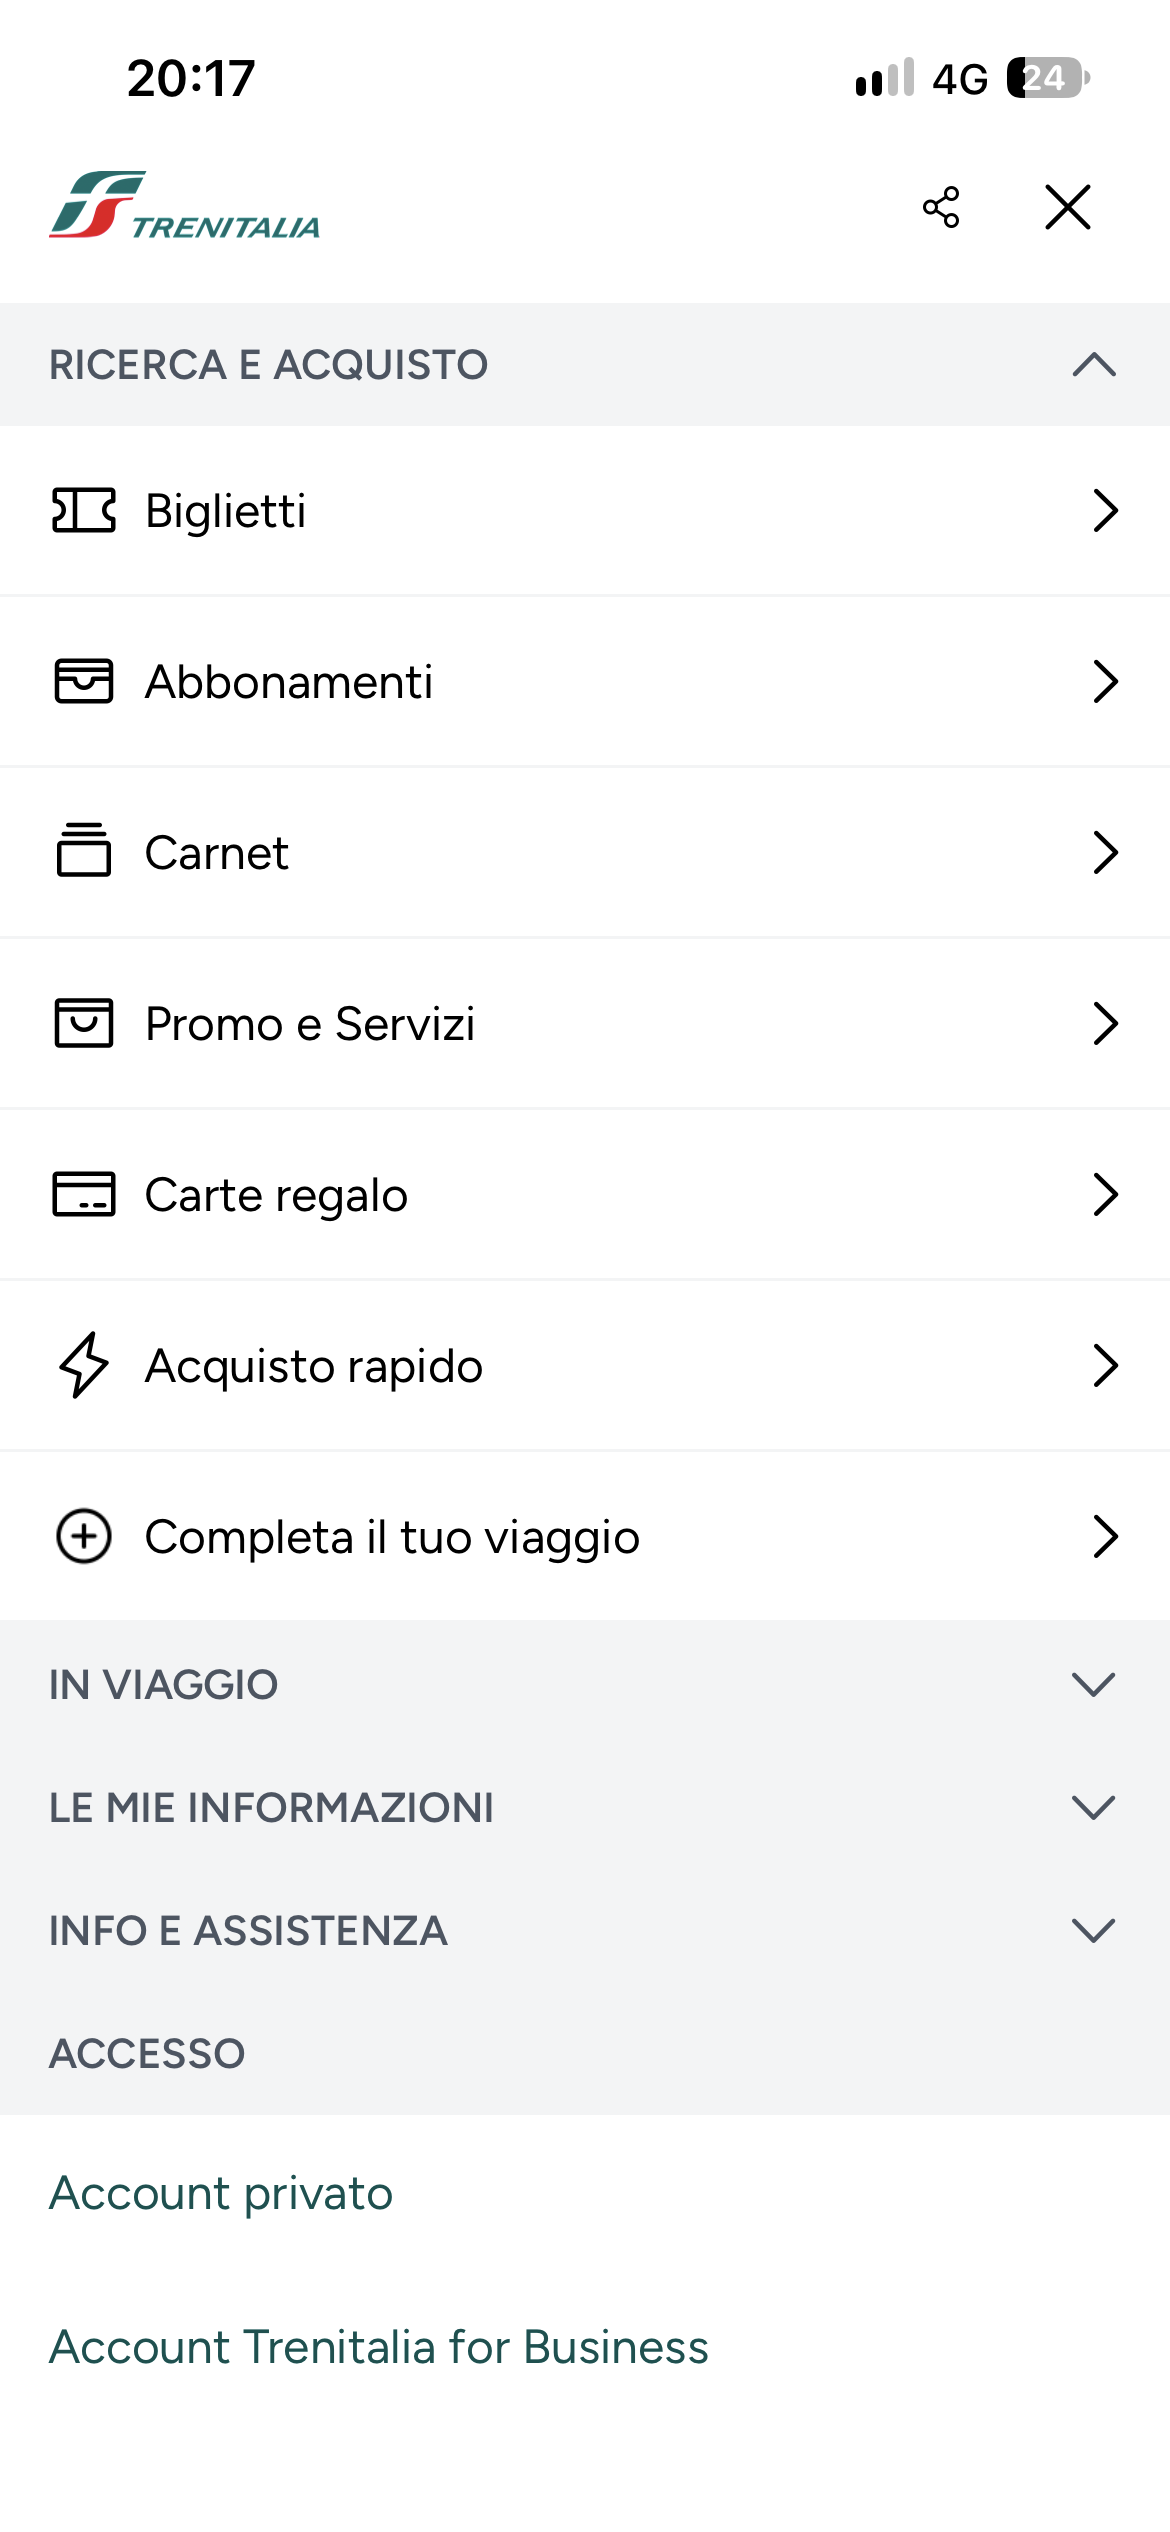 20:17
4G 24
TRENITALIA
RICERCA E ACQUISTO
Biglietti
Abbonamenti
Carnet
Promo e Servizi
Carte regalo
Acquisto rapido
Completa il tuo viaggio
IN VIAGGIO
LE MIE INFORMAZIONI
INFO E ASSISTENZA
ACCESSO
Account privato
Account Trenitalia for Business